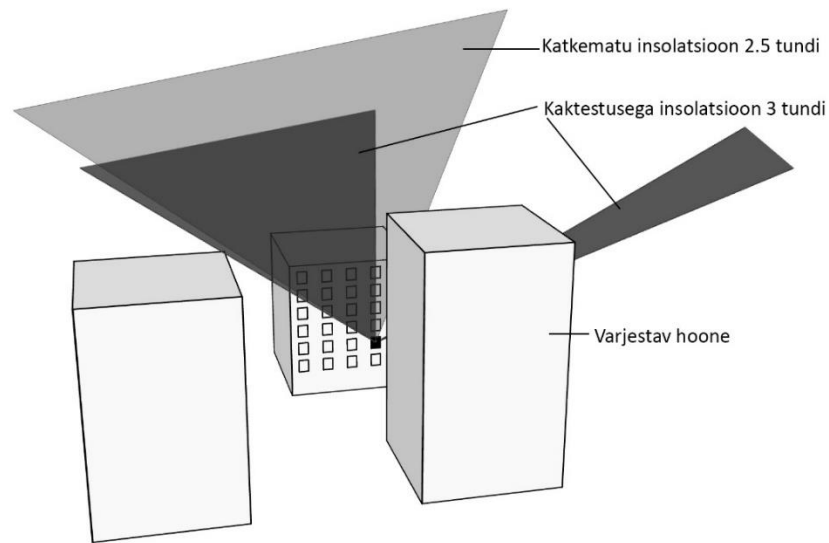 Katkematu insolatsioon 2.5 tundi
Kaktestusega insolatsioon 3 tundi
Varjestav hoone